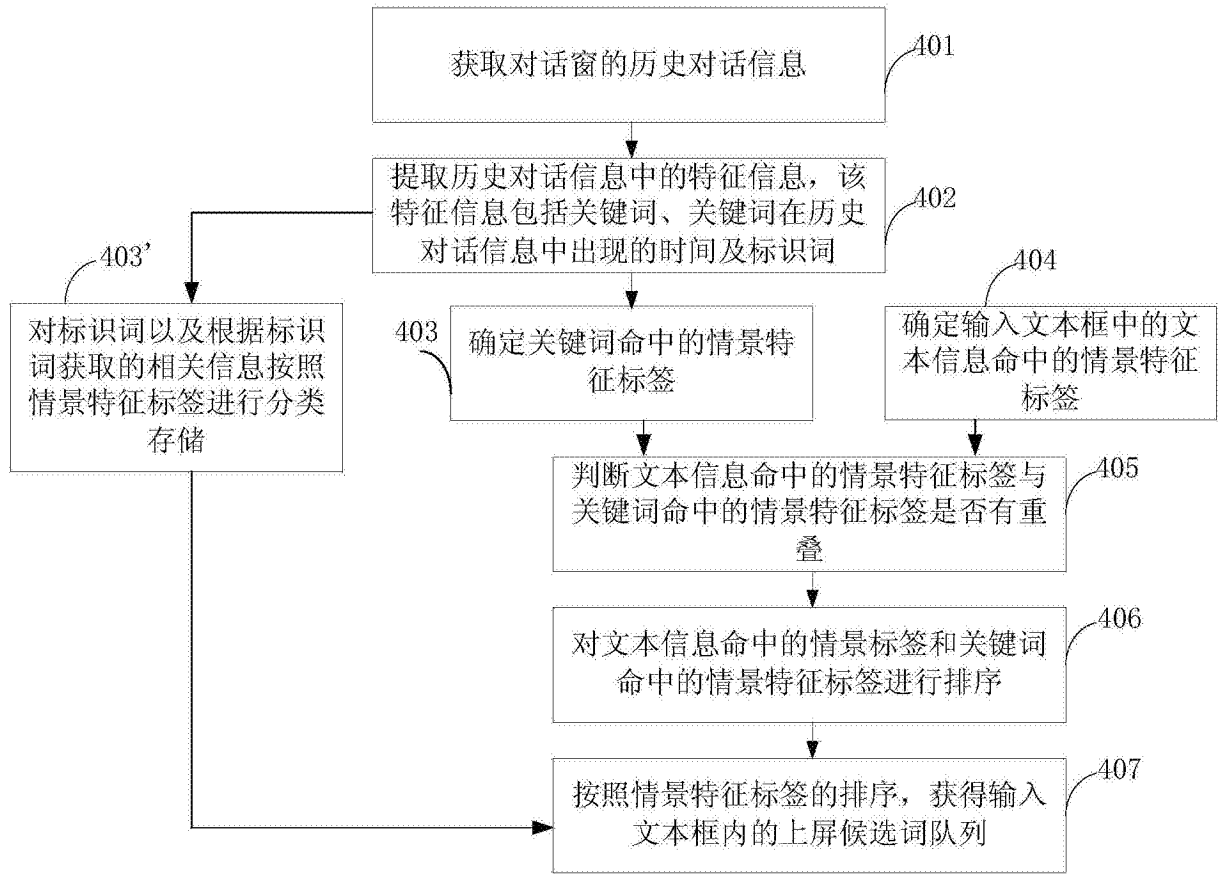 获取对话窗的历史对话信息
401
提取历史对话信息中的特征信息，该
特征信息包括关键词、关键词在历史
对话信息中出现的时间及标识词
402
403'
对标识词以及根据标识
词获取的相关信息按照
情景特征标签进行分类
存储
403
确定关键词命中的情景特
征标签
404
确定输入文本框中的文
本信息命中的情景特征
标签
判断文本信息命中的情景特征标签与
关键词命中的情景特征标签是否有重
叠
405
对文本信息命中的情景标签和关键词
命中的情景特征标签进行排序
406
按照情景特征标签的排序，获得输入
文本框内的上屏候选词队列
407